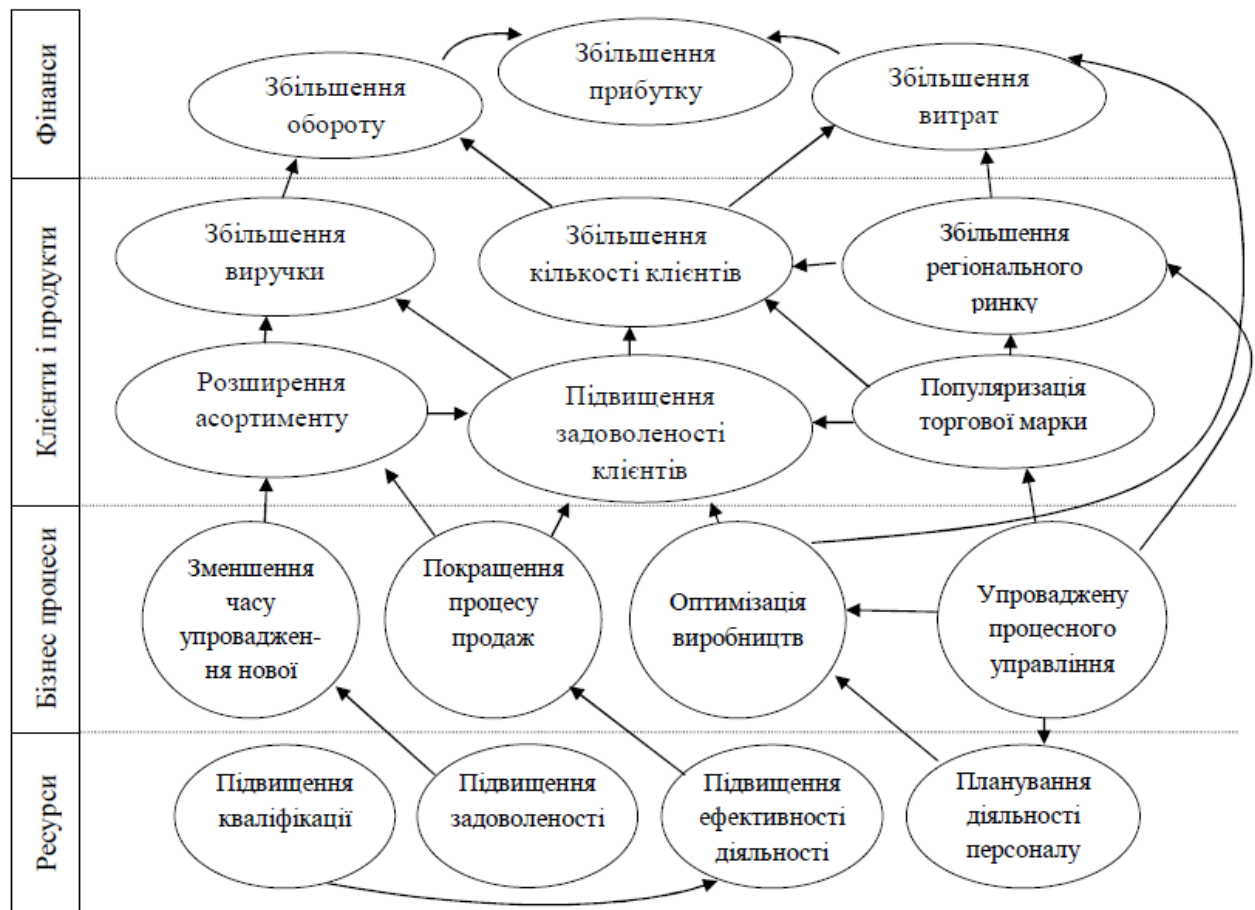 Фінанси
Збільшення
обороту
Збільшення
прибутку
Збільшення
витрат
Клієнти і продукти
Збільшення
виручки
Збільшення
кількості клієнтів
Збільшення
регіонального
ринку
Розширення
асортименту
Підвищення
задоволеності
клієнтів
Популяризація
торгової марки
Бізнес процеси
Зменшення
часу
упроваджен-
ня нової
Покращення
процесу
продаж
Оптимізація
виробництв
Упроваджену
процесного
управління
Ресурси
Підвищення
кваліфікації
Підвищення
задоволеності
Підвищення
ефективності
діяльності
Планування
діяльності
персоналу